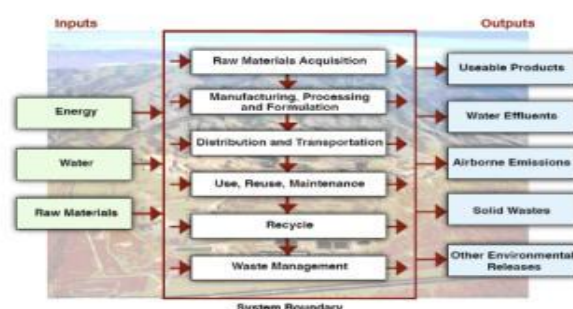 Inputs
Outputs
Raw Materials Acquisition
Manufacturing, Processing
and Formulation
Distribution and Transportation
Use, Reuse, Maintenance
Recycle
Waste Management
Energy
Water
Raw Materials
Useable Products
Water Effluents
Airborne Emissions
Solid Wastes
Other Environmental
Releases
System Boundary